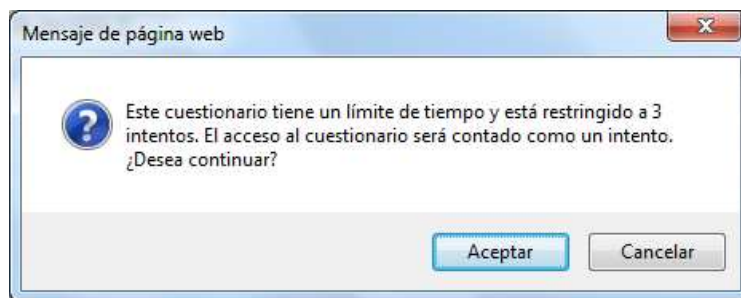 Mensaje de página web
Este cuestionario tiene un límite de tiempo y está restringido a 3
intentos. El acceso al cuestionario será contado como un intento.
¿Desea continuar?
Aceptar Cancelar